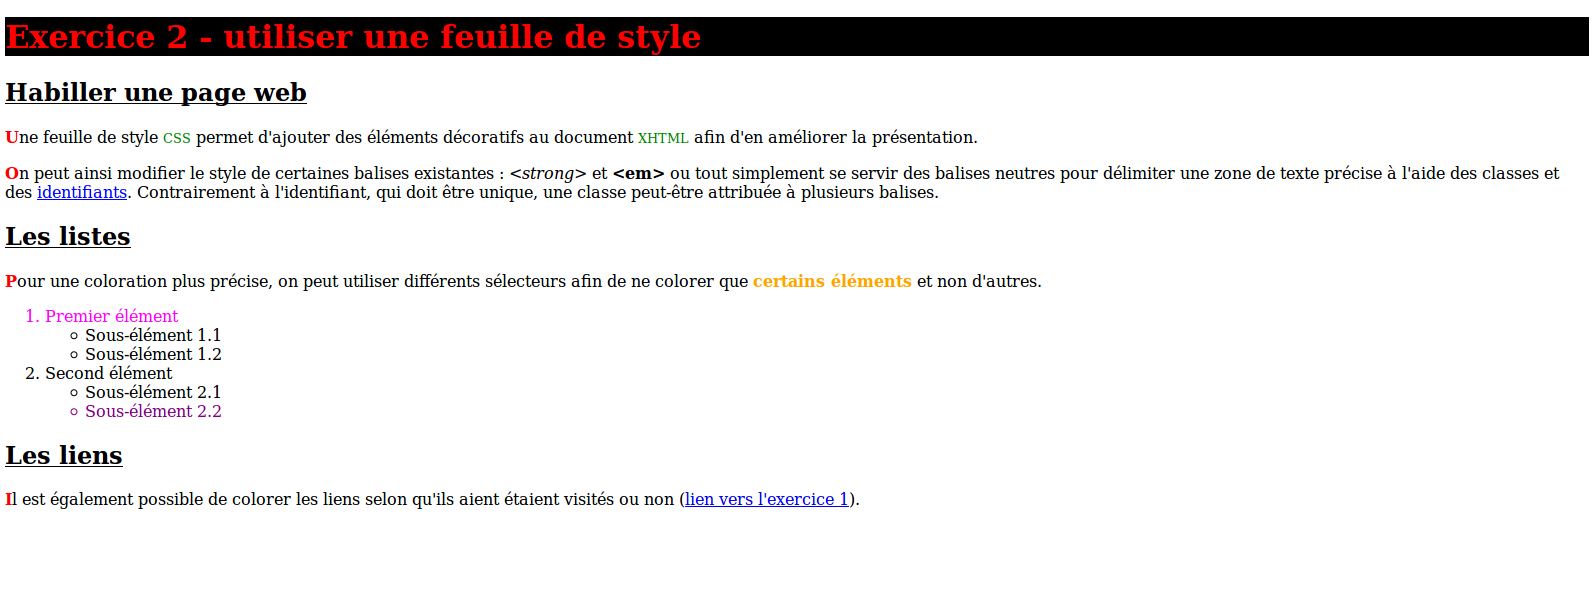 Exercice 2 - utiliser une feuille de style
Habiller une page web
Une feuille de style CSS permet d'ajouter des éléments décoratifs au document XHTML afin d'en améliorer la présentation.
On peut ainsi modifier le style de certaines balises existantes : <strong> et <em> ou tout simplement se servir des balises neutres pour délimiter une zone de texte précise à l'aide des classes et
des identifiants. Contrairement à l'identifiant, qui doit être unique, une classe peut-être attribuée à plusieurs balises.
Les listes
Pour une coloration plus précise, on peut utiliser différents sélecteurs afin de ne colorer que certains éléments et non d'autres.
1. Premier élément
Sous-élément 1.1
Sous-élément 1.2
2. Second élément
Sous-élément 2.1
Sous-élément 2.2
Les liens
Il est également possible de colorer les liens selon qu'ils aient étaient visités ou non (lien vers l'exercice 1).